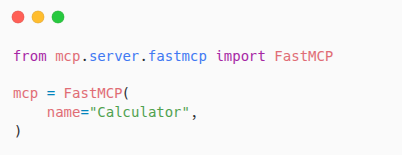 from mcp.server.fastmcp import FastMCP
mcp = FastMCP(
    name="Calculator",
)